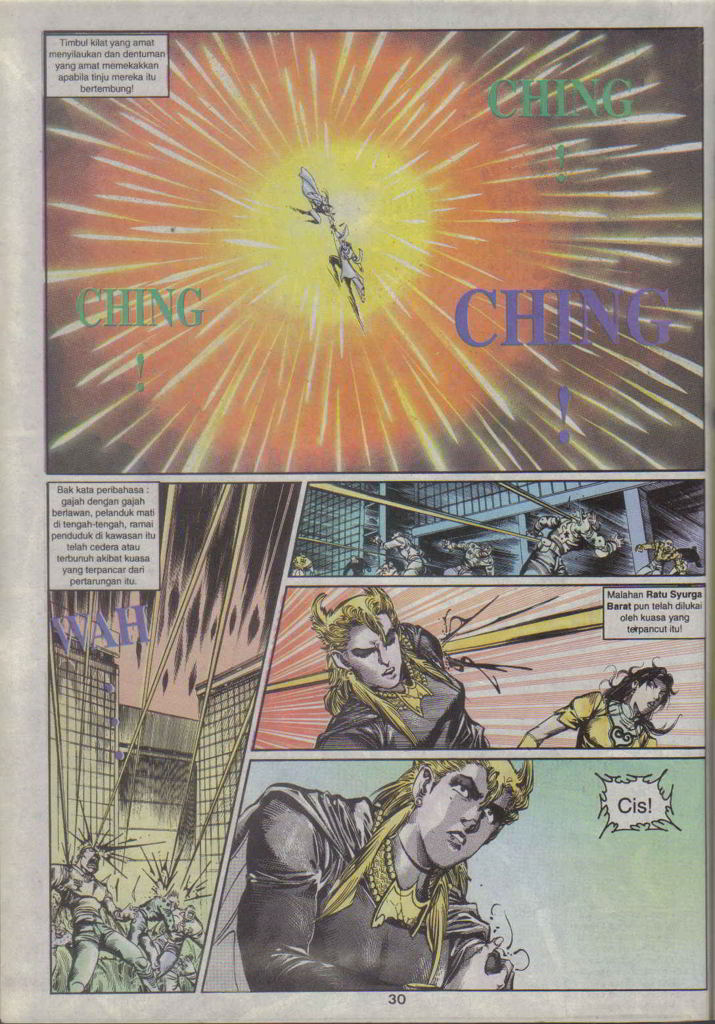 Timbul kilat yang amat
menyilaukan dan dentuman
yang amat memekakkan
apabila tinju mereka itu
bertembung!
CHING
!
CHING
!
CHING
!
Bak kata peribahasa :
gajah dengan gajah
berlawan, pelanduk mati
di tengah-tengah, ramai
penduduk di kawasan itu
telah cedera atau
terbunuh akibat kuasa
yang terpancar dari
pertarungan itu.
WAH
Malahan Ratu Syurga
Barat pun telah dilukai
oleh kuasa yang
terpancut itu!
Cis!
30